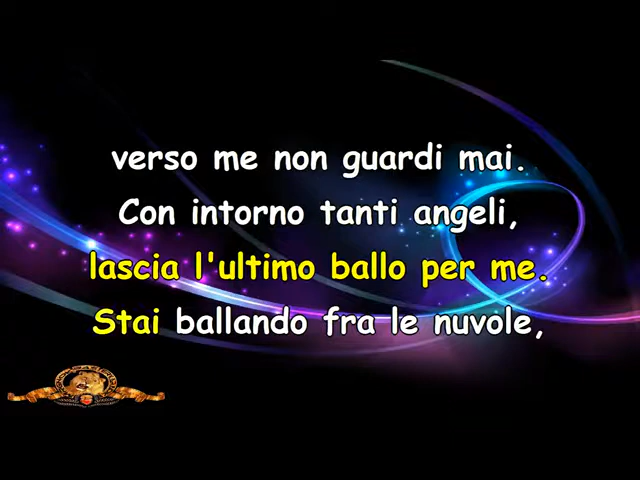 verso me non guardi mai.
Con intorno tanti angeli,
lascia l'ultimo ballo per me.
Stai ballando fra le nuvole,